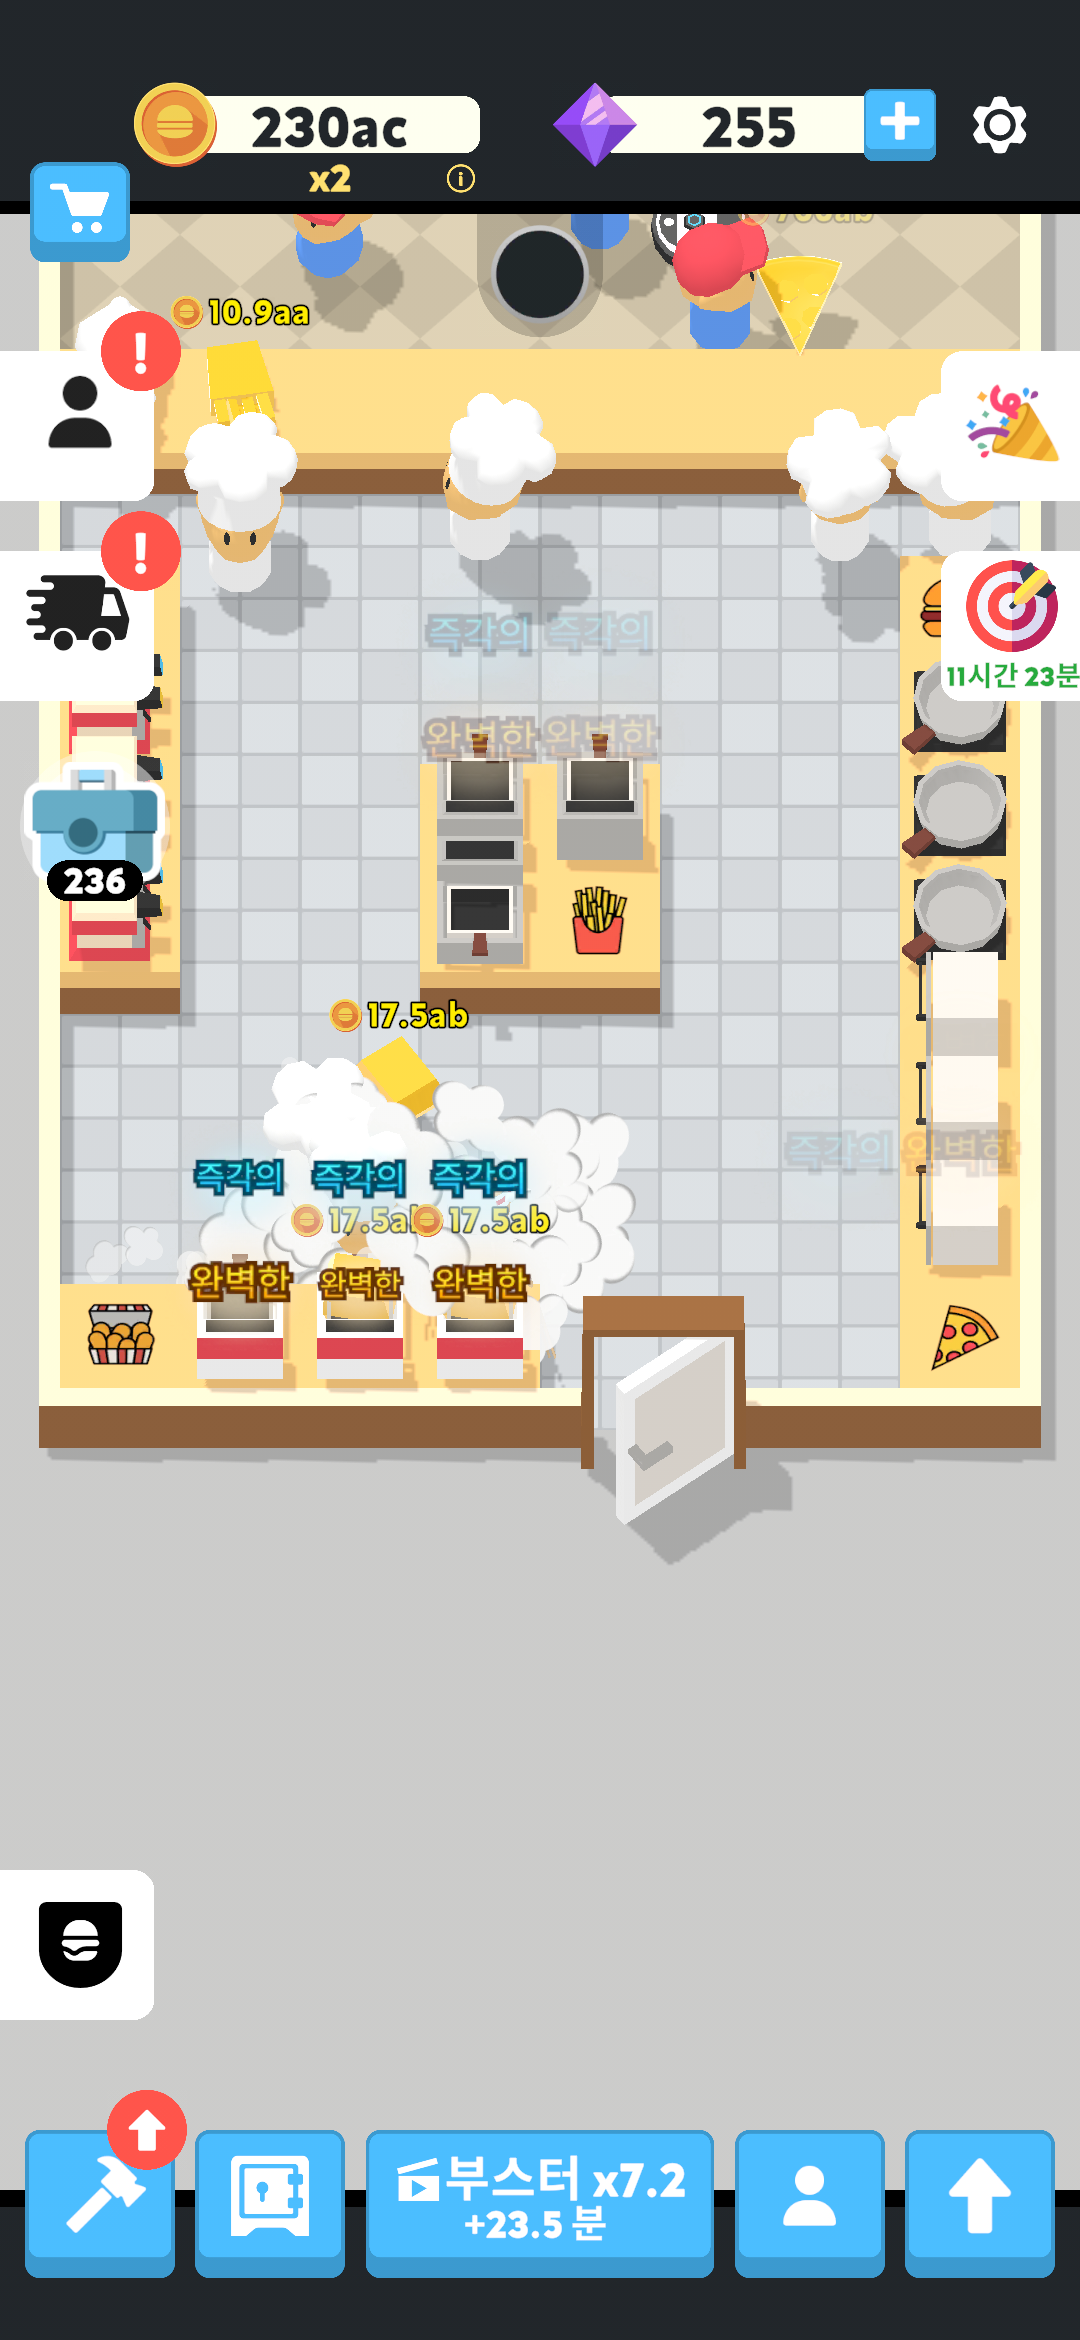 230ac
255
x2
10.9aa
!
!
즉각의 즉각의
11시간 23분
완벽한 완벽한
236
17.5ab
즉각의 완벽한
즉각의 즉각의 즉각의
17.5ab
완벽한 완벽한 완벽한
부스터 x7.2
+23.5 분